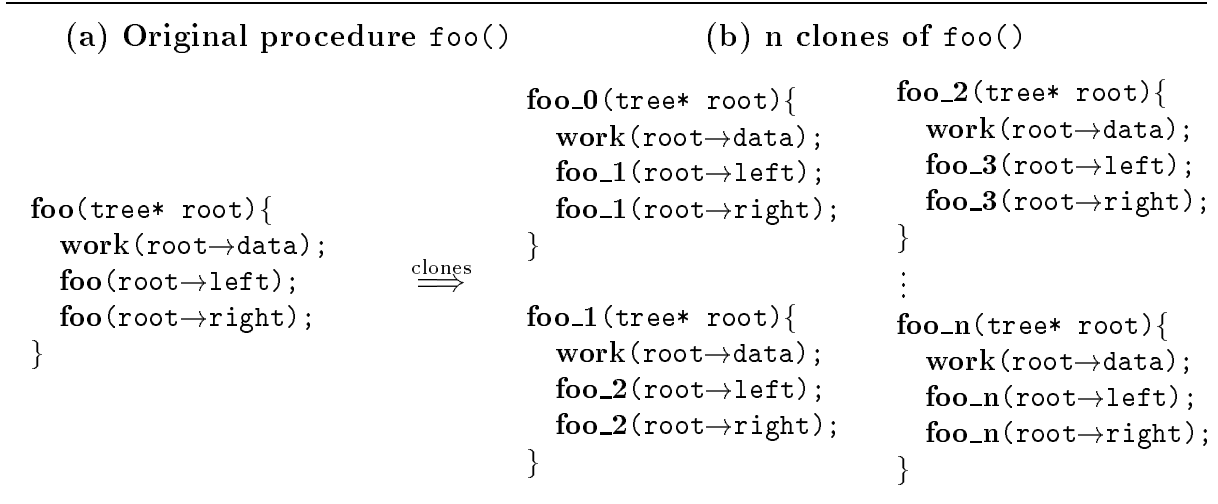 (a) Original procedure foo()
foo(tree* root){
work(root→data);
foo(root→left);
foo(root→right);
}
clones
⟹
(b) n clones of foo()
foo_0(tree* root){
work(root→data);
foo_1(root→left);
foo_1(root→right);
}
foo_1(tree* root){
work(root→data);
foo_2(root→left);
foo_2(root→right);
}
foo_2(tree* root){
work(root→data);
foo_3(root→left);
foo_3(root→right);
}
⋮
foo_n(tree* root){
work(root→data);
foo_n(root→left);
foo_n(root→right);
}